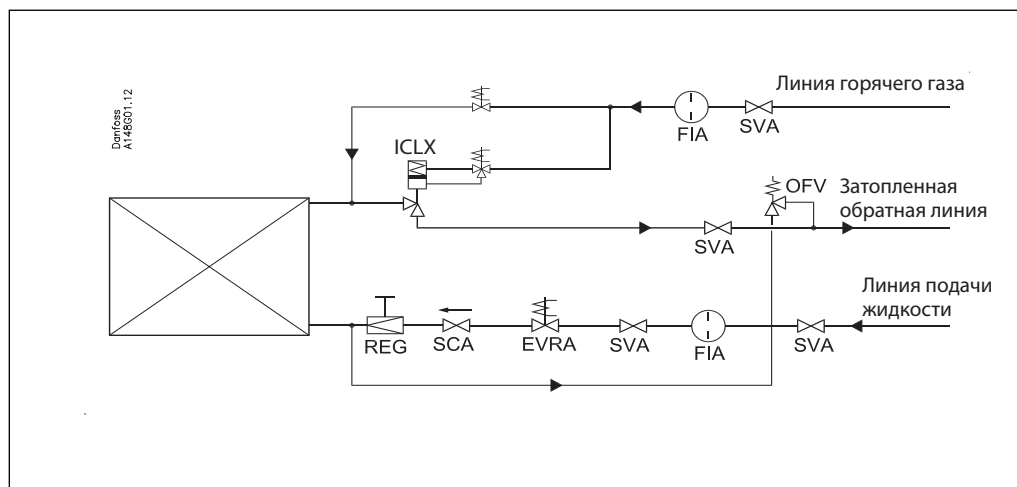 Danfoss
A148G01.12
Линия горячего газа
FIA
SVA
ICLX
OFV
Затопленная
обратная линия
SVA
Линия подачи
жидкости
REG
SCA
EVRA
SVA
FIA
SVA